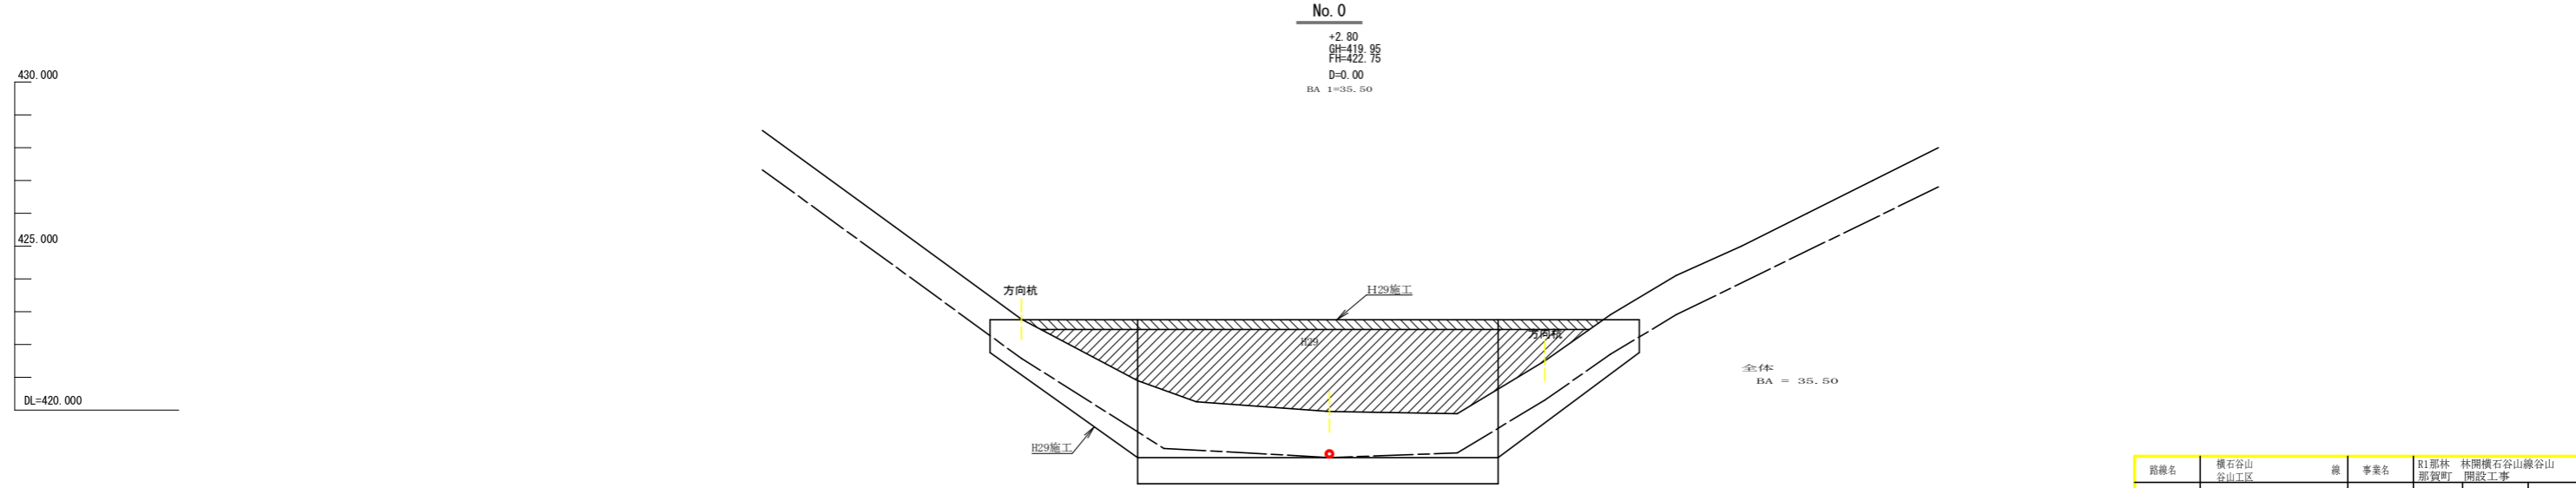 No.0
+2.80
GH=419.95
FH=422.75
D=0.00
BA 1=35.50
430.000
425.000
DL=420.000
方向杭
H29施工
方向杭
H29
全体
BA = 35.50
H29施工
路線名
横石谷山
谷山工区
線
事業名
R1那林 林開横石谷山線谷山
那賀町 開設工事